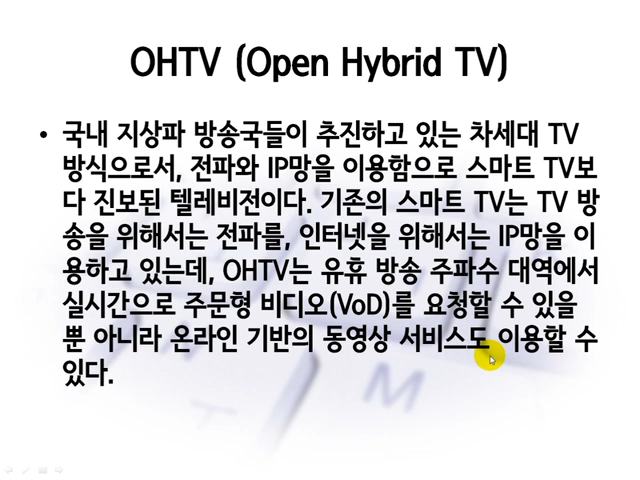 OHTV (Open Hybrid TV)
• 국내 지상파 방송국들이 추진하고 있는 차세대 TV
방식으로서, 전파와 IP망을 이용함으로 스마트 TV보
다 진보된 텔레비전이다. 기존의 스마트 TV는 TV 방
송을 위해서는 전파를, 인터넷을 위해서는 IP망을 이
용하고 있는데, OHTV는 유휴 방송 주파수 대역에서
실시간으로 주문형 비디오(VoD)를 요청할 수 있을
뿐 아니라 온라인 기반의 동영상 서비스도 이용할 수
있다.
M